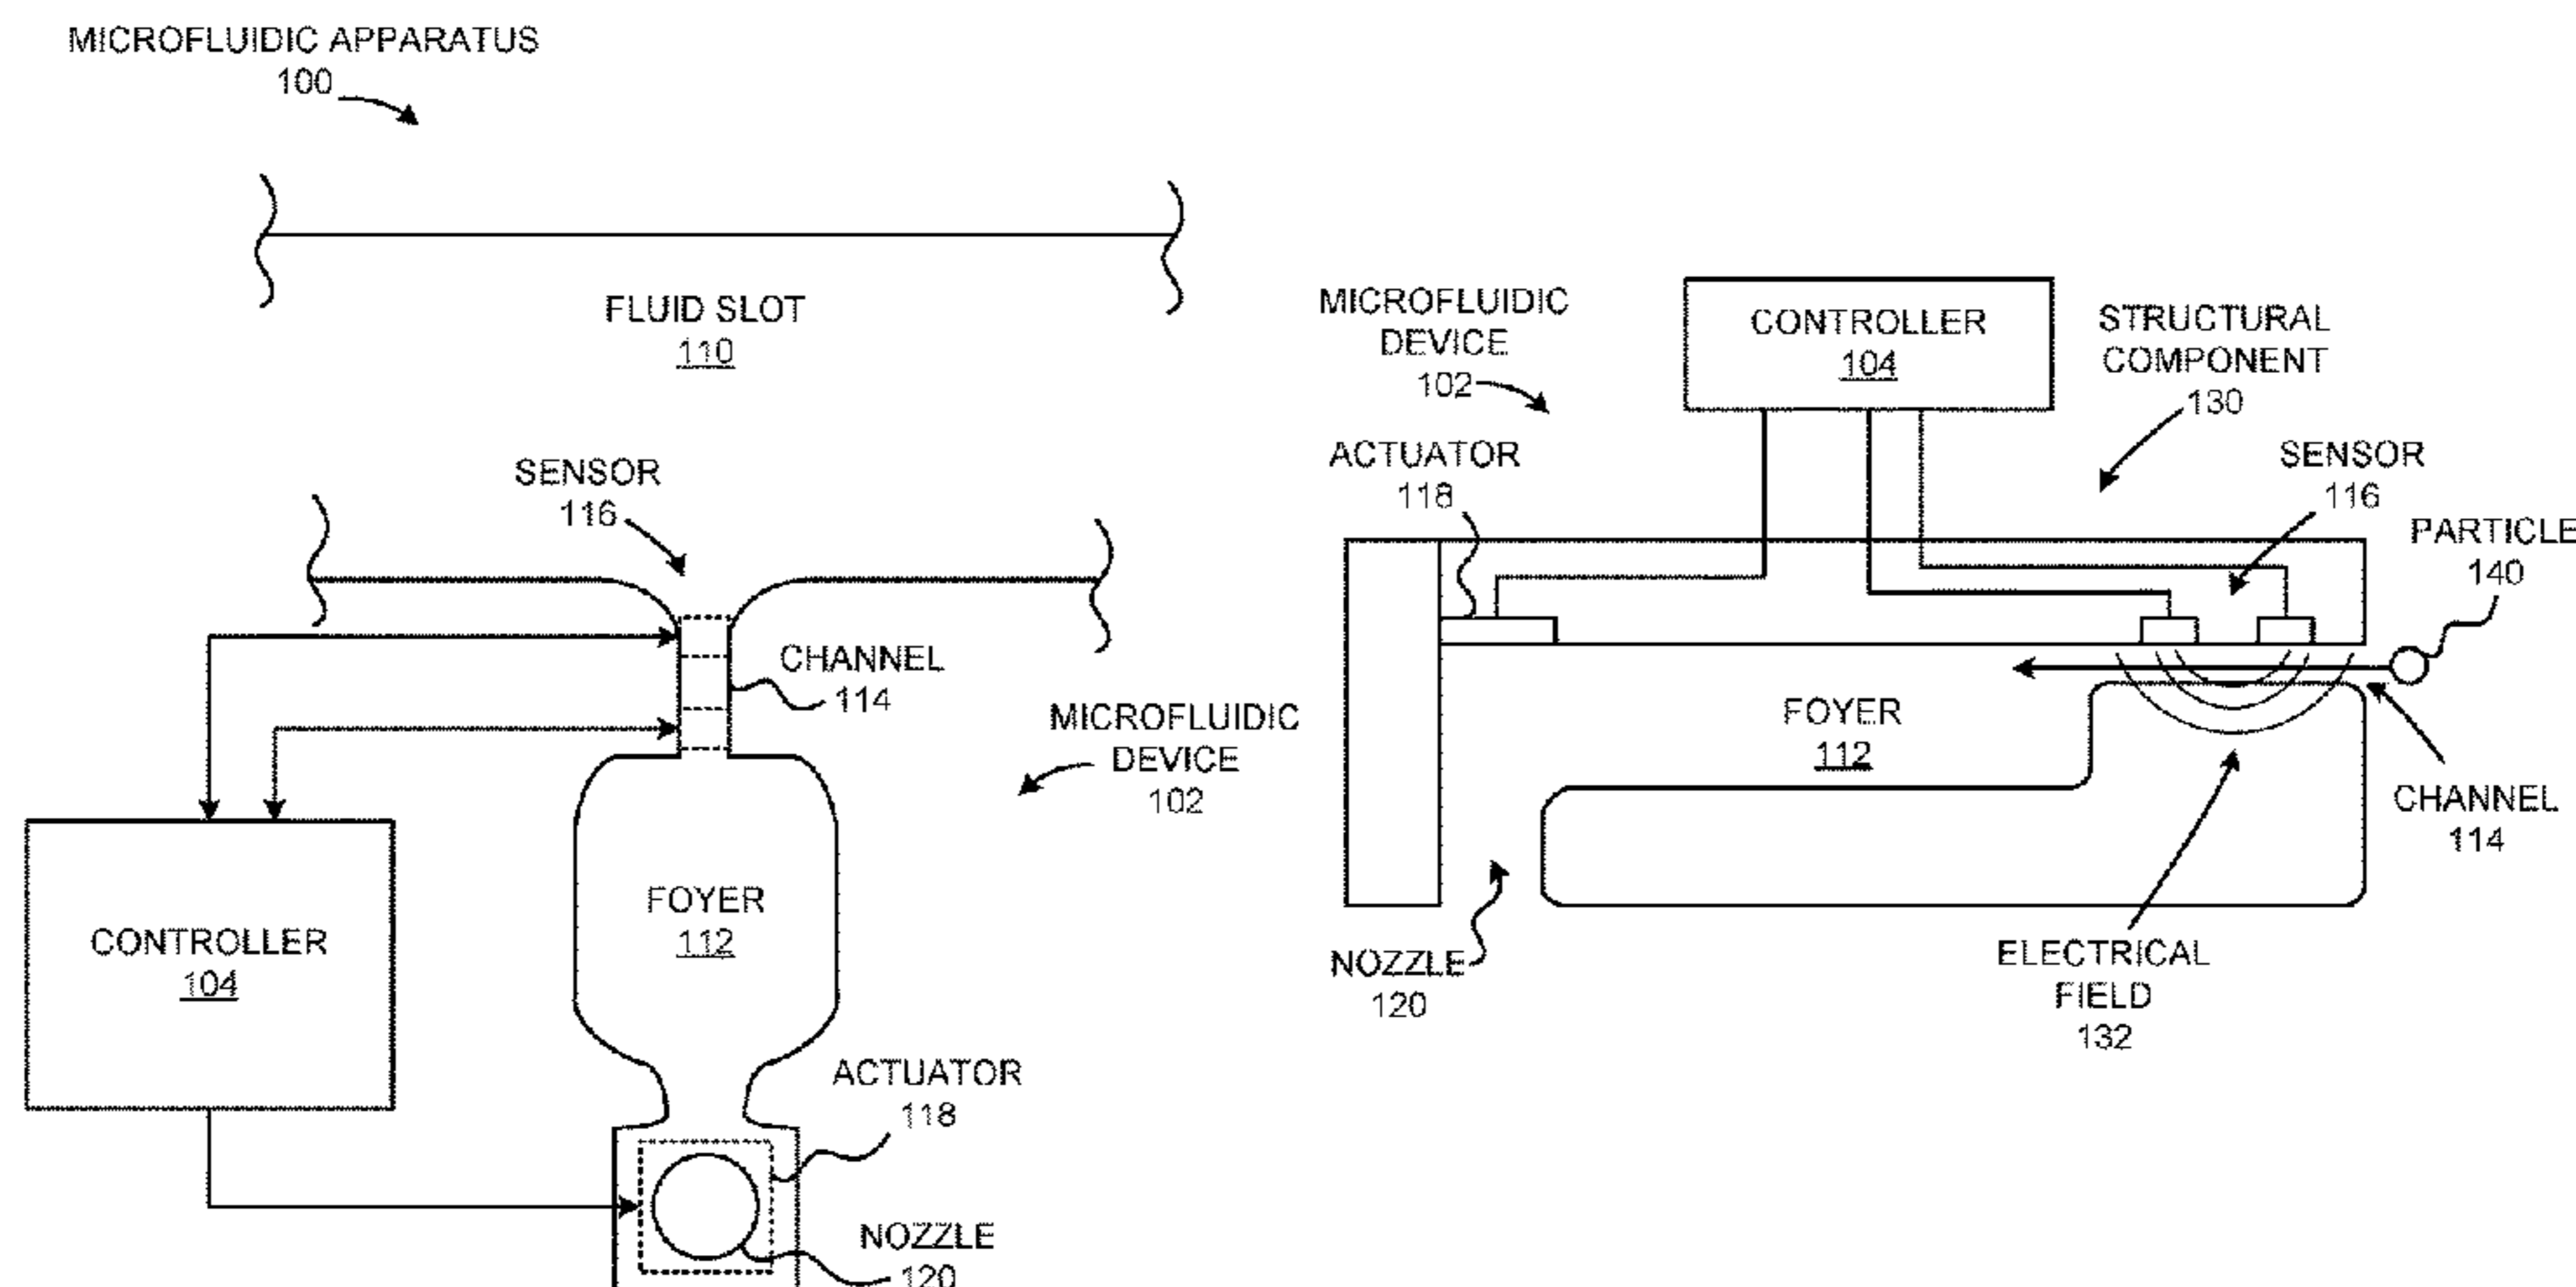 MICROFLUIDIC APPARATUS
100
FLUID SLOT
110
SENSOR
116
CHANNEL
114
MICROFLUIDIC
DEVICE
102
FOYER
112
CONTROLLER
104
ACTUATOR
118
NOZZLE
120
MICROFLUIDIC
DEVICE
102
CONTROLLER
104
STRUCTURAL
COMPONENT
130
ACTUATOR
118
SENSOR
116
PARTICLE
140
FOYER
112
CHANNEL
114
NOZZLE
120
ELECTRICAL
FIELD
132